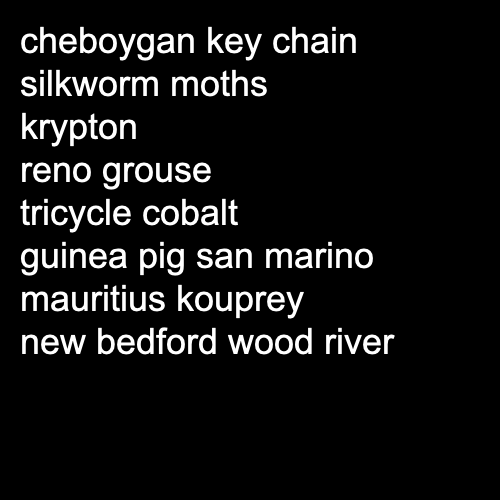 cheboygan key chain
silkworm moths
krypton
reno grouse
tricycle cobalt
guinea pig san marino
mauritius kouprey
new bedford wood river